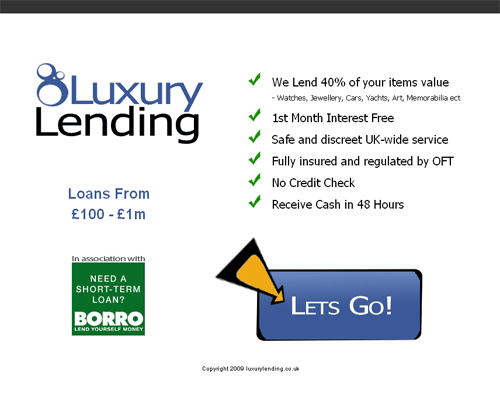 Luxury
Lending
Loans From
£100 - £1m
In association with
NEED A
SHORT-TERM
LOAN?
BORRO
LEND YOURSELF MONEY
We Lend 40% of your items value
- Watches, Jewellery, Cars, Yachts, Art, Memorabilia ect
1st Month Interest Free
Safe and discreet UK-wide service
Fully insured and regulated by OFT
No Credit Check
Receive Cash in 48 Hours
LETS GO!
Copyright 2009 luxurylending.co.uk